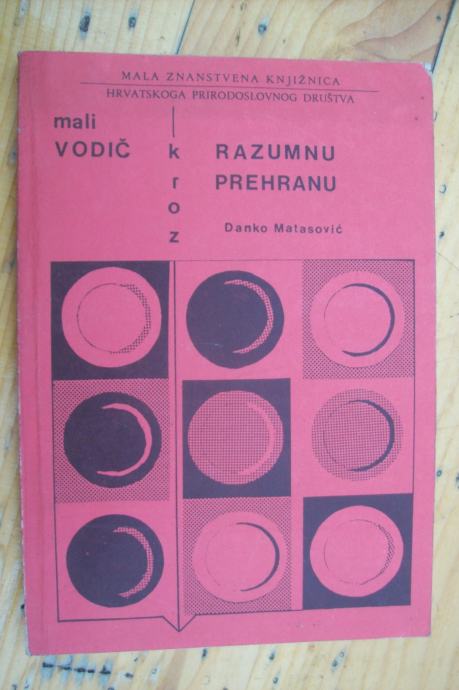 MALA ZNANSTVENA KNJIŽNICA
HRVATSKOGA PRIRODOSLOVNOG DRUŠTVA
mali
VODIČ
kroz
RAZUMNU
PREHRANU
Danko Matasović